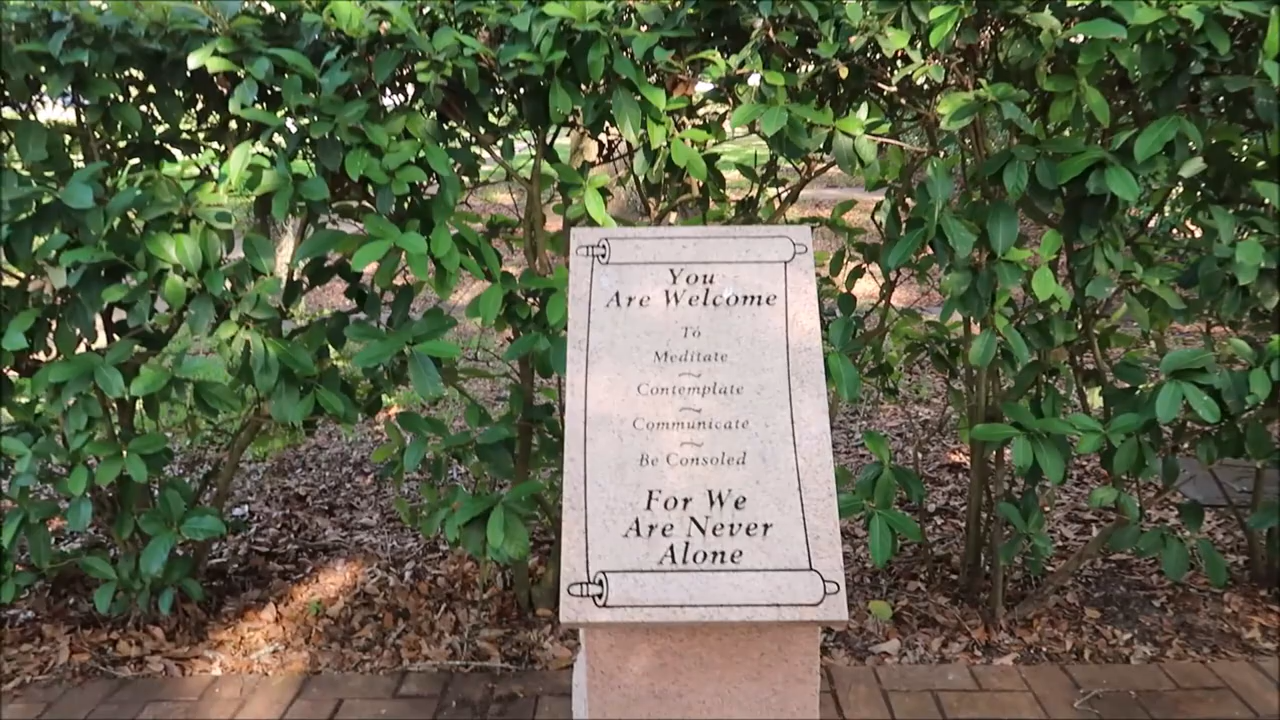 You
Are Welcome
To
Meditate
~
Contemplate
~
Communicate
~
Be Consoled
For We
Are Never
Alone